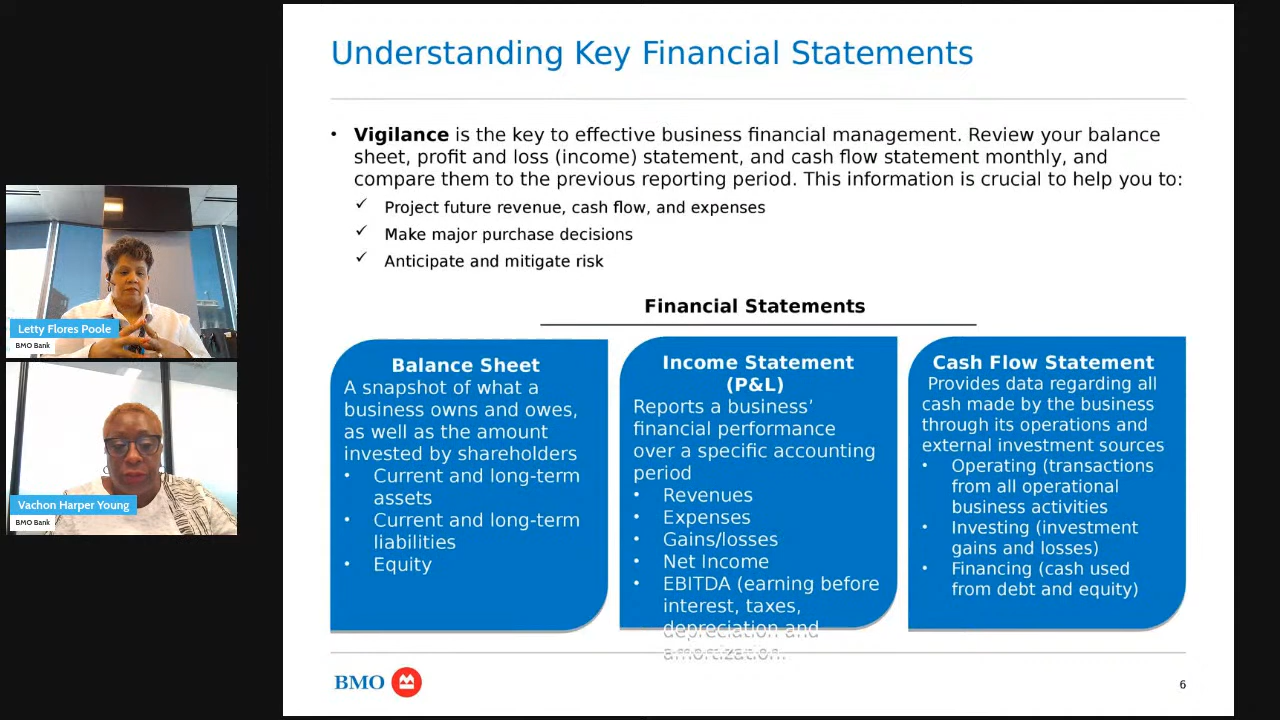 Understanding Key Financial Statements
• Vigilance is the key to effective business financial management. Review your balance
sheet, profit and loss (income) statement, and cash flow statement monthly, and
compare them to the previous reporting period. This information is crucial to help you to:
✓ Project future revenue, cash flow, and expenses
✓ Make major purchase decisions
✓ Anticipate and mitigate risk
Financial Statements
Balance Sheet
A snapshot of what a
business owns and owes,
as well as the amount
invested by shareholders
• Current and long-term
assets
• Current and long-term
liabilities
• Equity
Income Statement
(P&L)
Reports a business’
financial performance
over a specific accounting
period
• Revenues
• Expenses
• Gains/losses
• Net Income
• EBITDA (earning before
interest, taxes,
depreciation and
amortization.
Cash Flow Statement
Provides data regarding all
cash made by the business
through its operations and
external investment sources
• Operating (transactions
from all operational
business activities
• Investing (investment
gains and losses)
• Financing (cash used
from debt and equity)
BMO
6
Letty Flores Poole
BMO Bank
Vachon Harper Young
BMO Bank